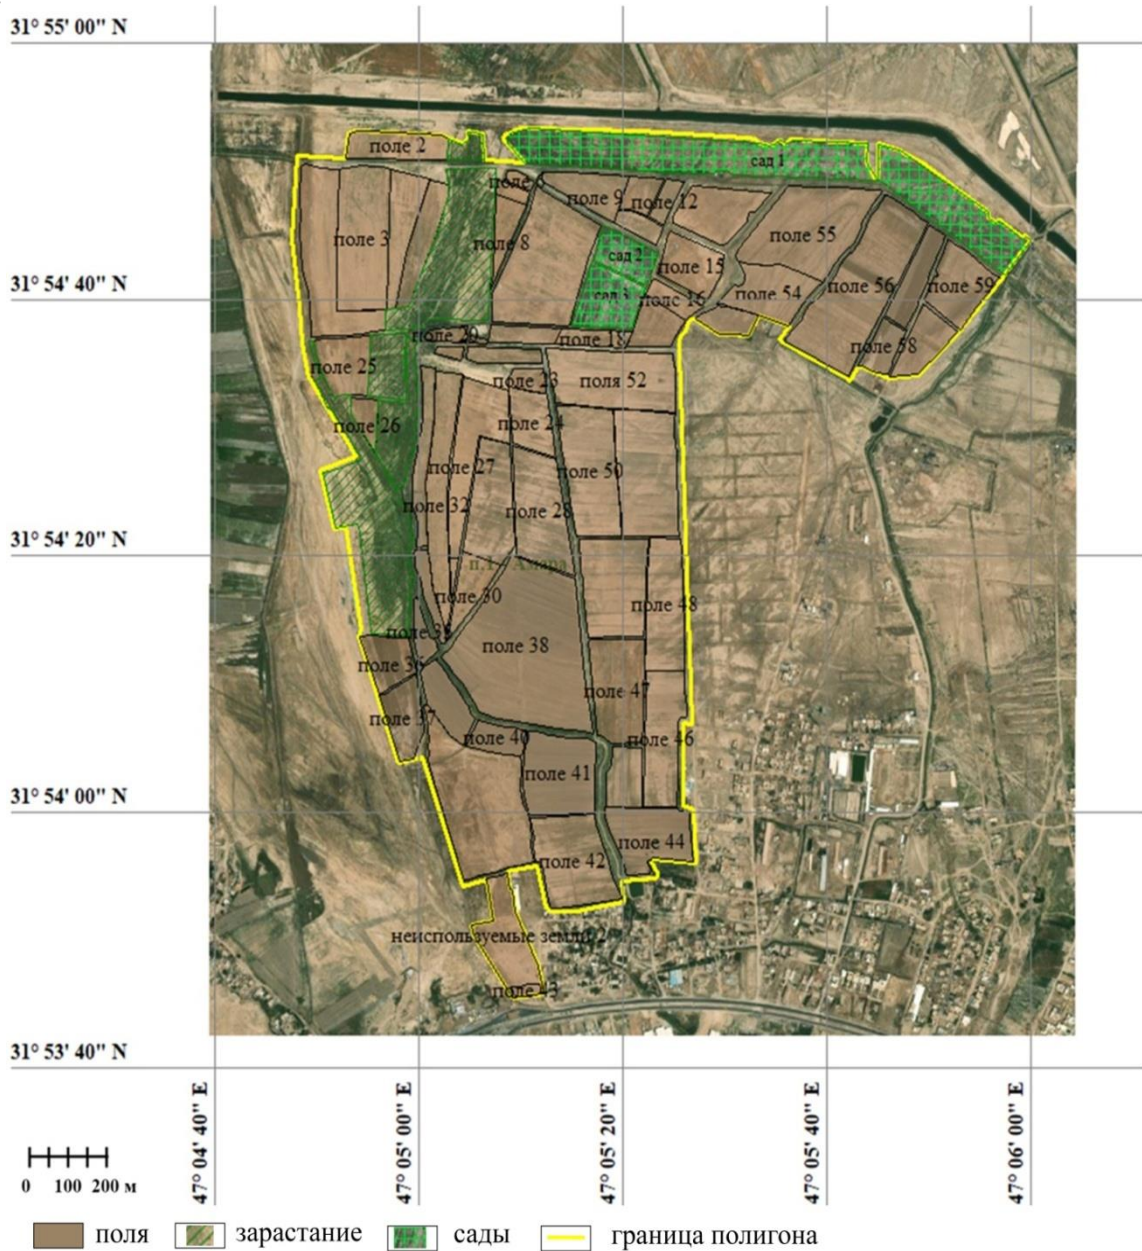 31° 55' 00" N
поле 2
сад 1
поле 9
поле 12
поле 3
поле 8
поле 55
сад 2
поле 15
31° 54' 40" N
поле 16
поле 54
поле 56
поле 59
поле 20
поле 18
поле 58
поле 25
поле 23
поля 52
поле 26
поле 24
поле 27
поле 50
поле 32
поле 28
31° 54' 20" N
п.1 - Амара
поле 30
поле 48
поле 38
поле 36
поле 37
поле 47
поле 40
поле 46
поле 41
31° 54' 00" N
поле 42
поле 44
неиспользуемые земли 2
поле 43
31° 53' 40" N
47° 04' 40" E
47° 05' 00" E
47° 05' 20" E
47° 05' 40" E
47° 06' 00" E
0 100 200 м
поля зарастание сады граница полигона